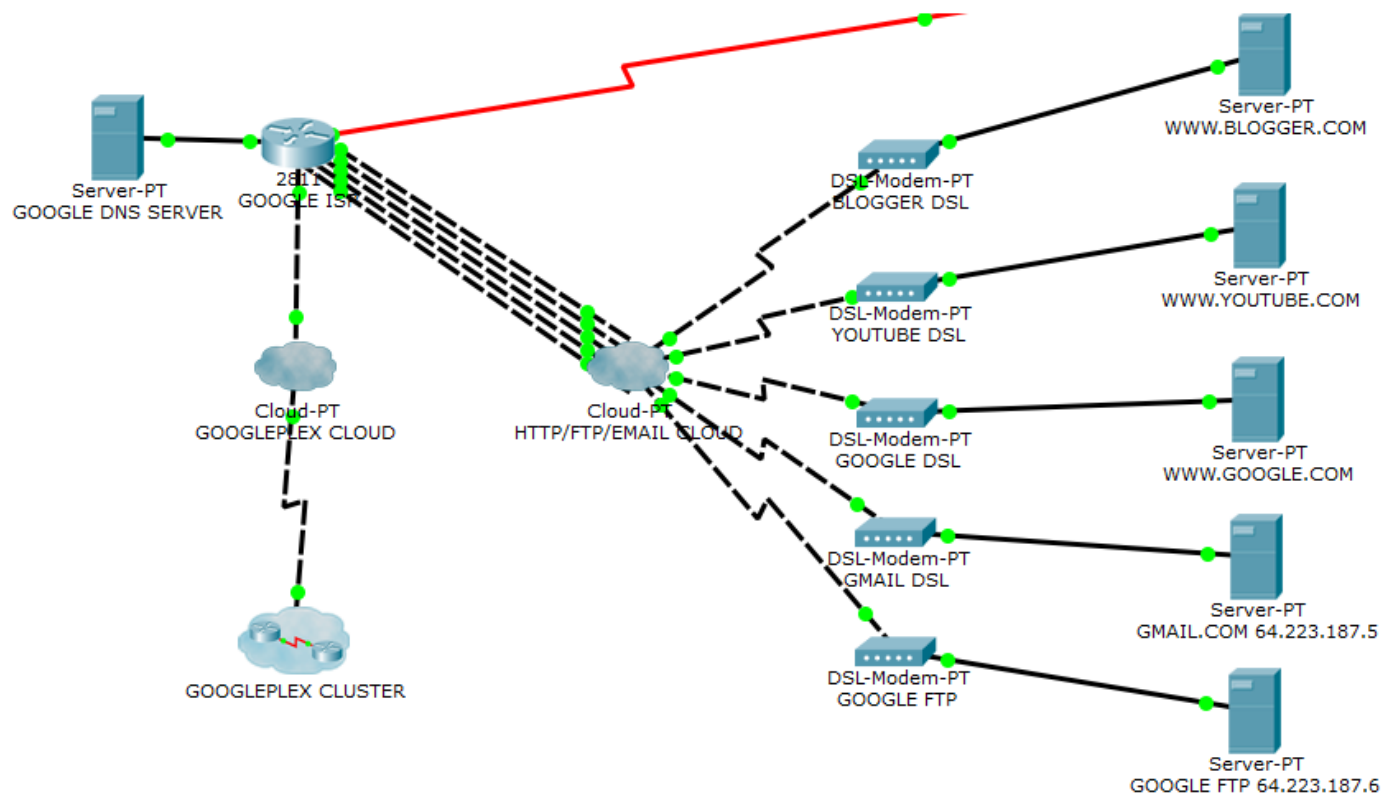 Server-PT
WWW.BLOGGER.COM
DSL-Modem-PT
BLOGGER DSL
Server-PT
GOOGLE DNS SERVER
2811
GOOGLE ISP
Server-PT
WWW.YOUTUBE.COM
DSL-Modem-PT
YOUTUBE DSL
Cloud-PT
GOOGLEPLEX CLOUD
Cloud-PT
HTTP/FTP/EMAIL CLOUD
DSL-Modem-PT
GOOGLE DSL
Server-PT
WWW.GOOGLE.COM
DSL-Modem-PT
GMAIL DSL
Server-PT
GMAIL.COM 64.223.187.5
GOOGLEPLEX CLUSTER
DSL-Modem-PT
GOOGLE FTP
Server-PT
GOOGLE FTP 64.223.187.6